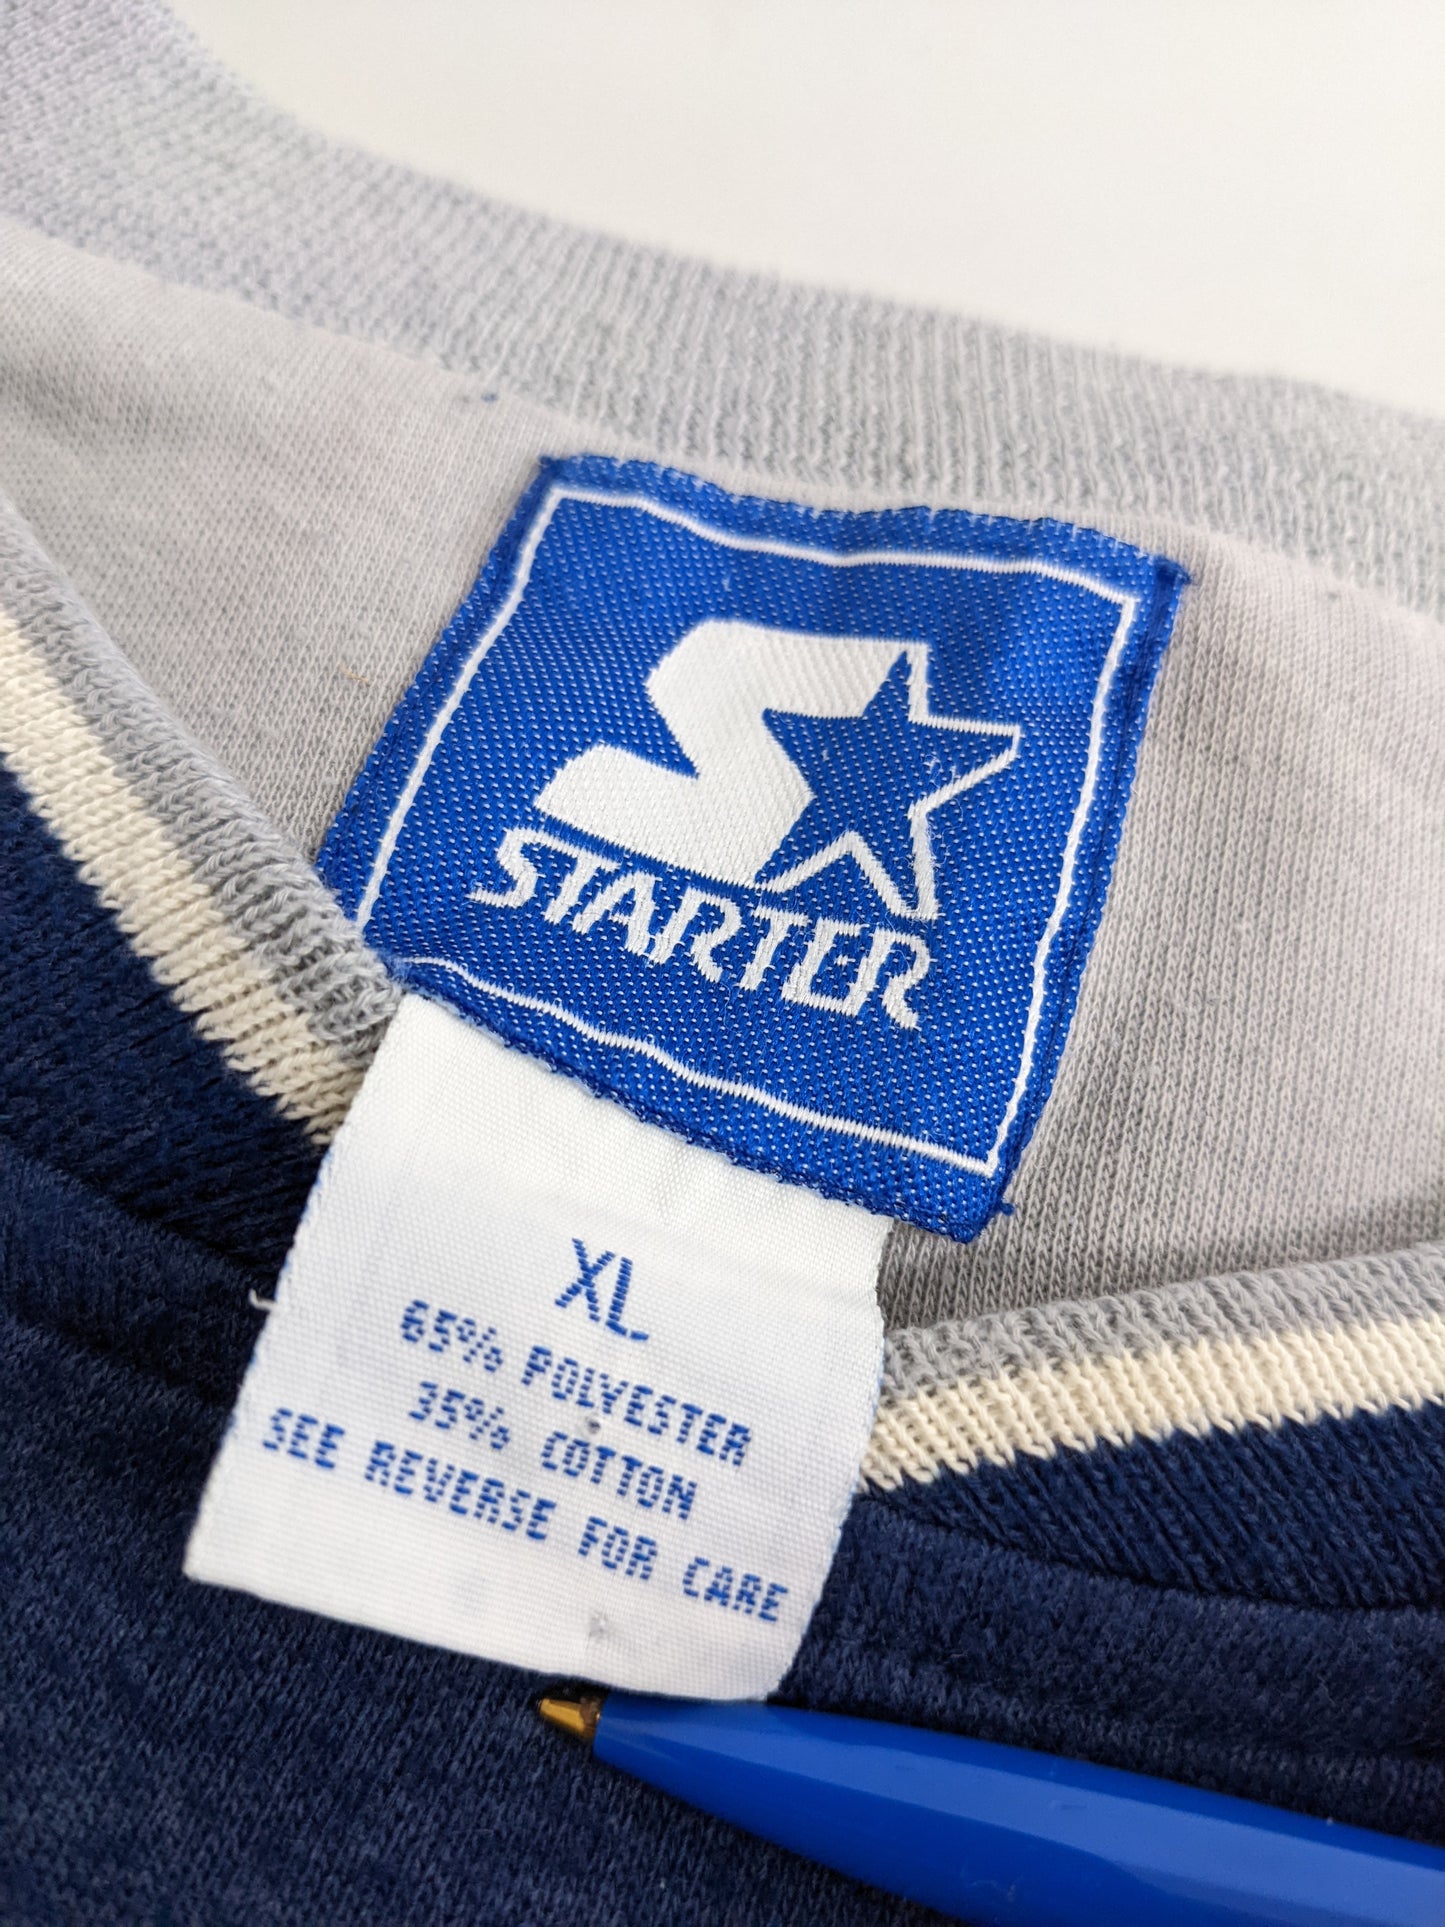 STARTER
XL
65% POLYESTER
35% COTTON
SEE REVERSE FOR CARE